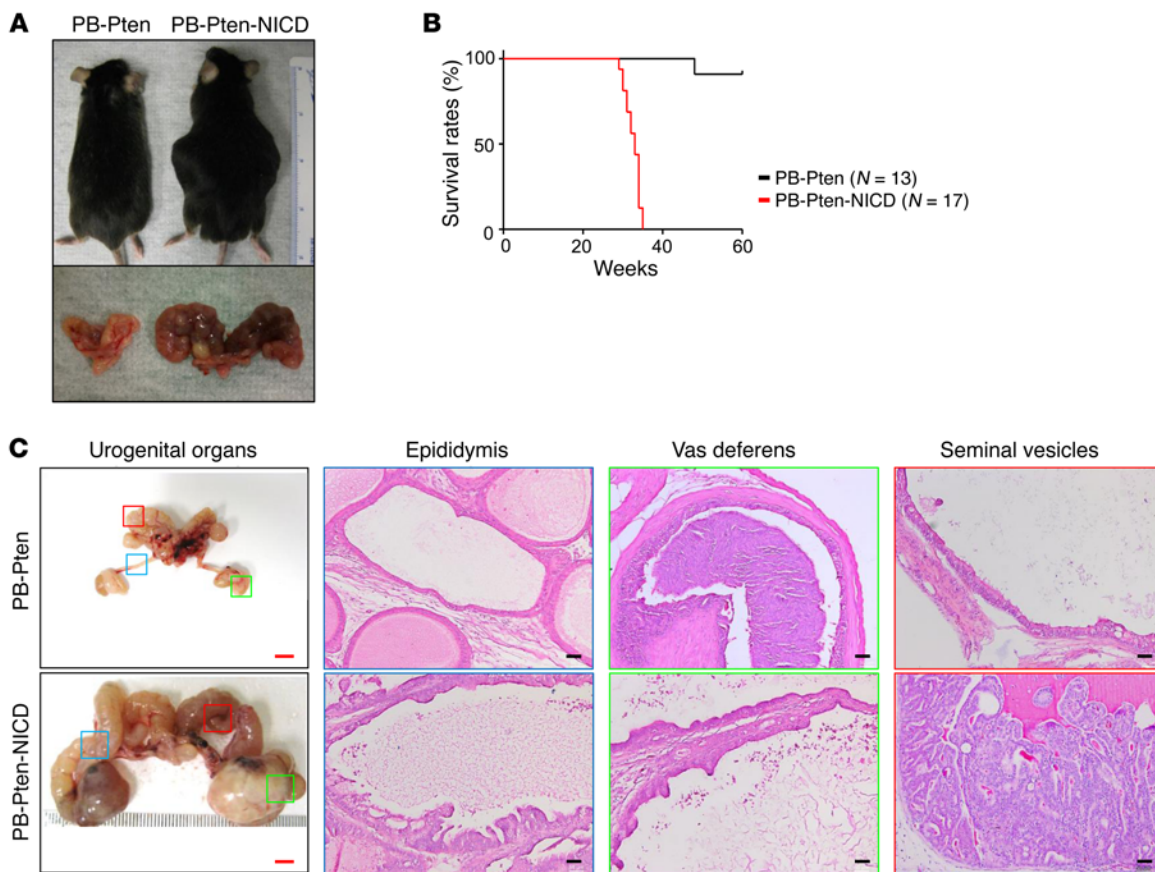 A
PB-Pten PB-Pten-NICD
B
Survival rates (%)
100
50
0
0 20 40 60
Weeks
PB-Pten (N = 13)
PB-Pten-NICD (N = 17)
C
Urogenital organs Epididymis Vas deferens Seminal vesicles
PB-Pten
PB-Pten-NICD